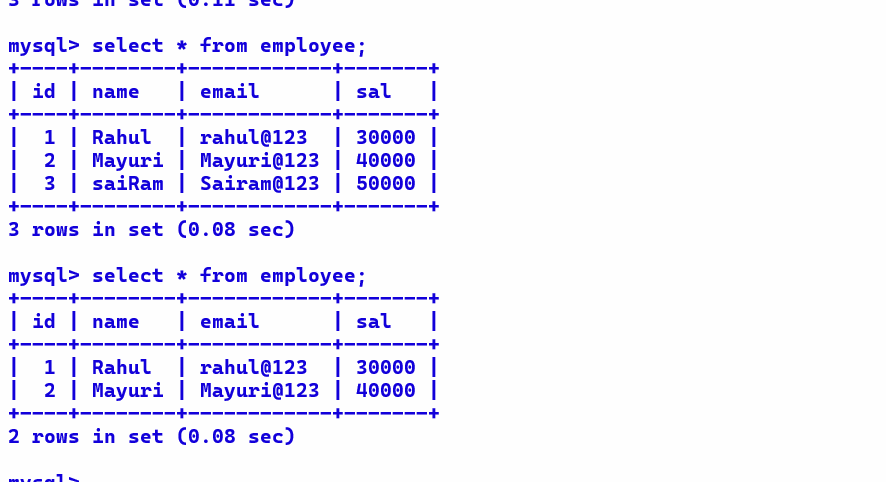 3 rows in set (0.11 sec)
mysql> select * from employee;
+----+--------+------------+-------+
| id | name   | email      | sal   |
+----+--------+------------+-------+
|  1 | Rahul  | rahul@123  | 30000 |
|  2 | Mayuri | Mayuri@123 | 40000 |
|  3 | saiRam | Sairam@123 | 50000 |
+----+--------+------------+-------+
3 rows in set (0.08 sec)
mysql> select * from employee;
+----+--------+------------+-------+
| id | name   | email      | sal   |
+----+--------+------------+-------+
|  1 | Rahul  | rahul@123  | 30000 |
|  2 | Mayuri | Mayuri@123 | 40000 |
+----+--------+------------+-------+
2 rows in set (0.08 sec)
mysql>